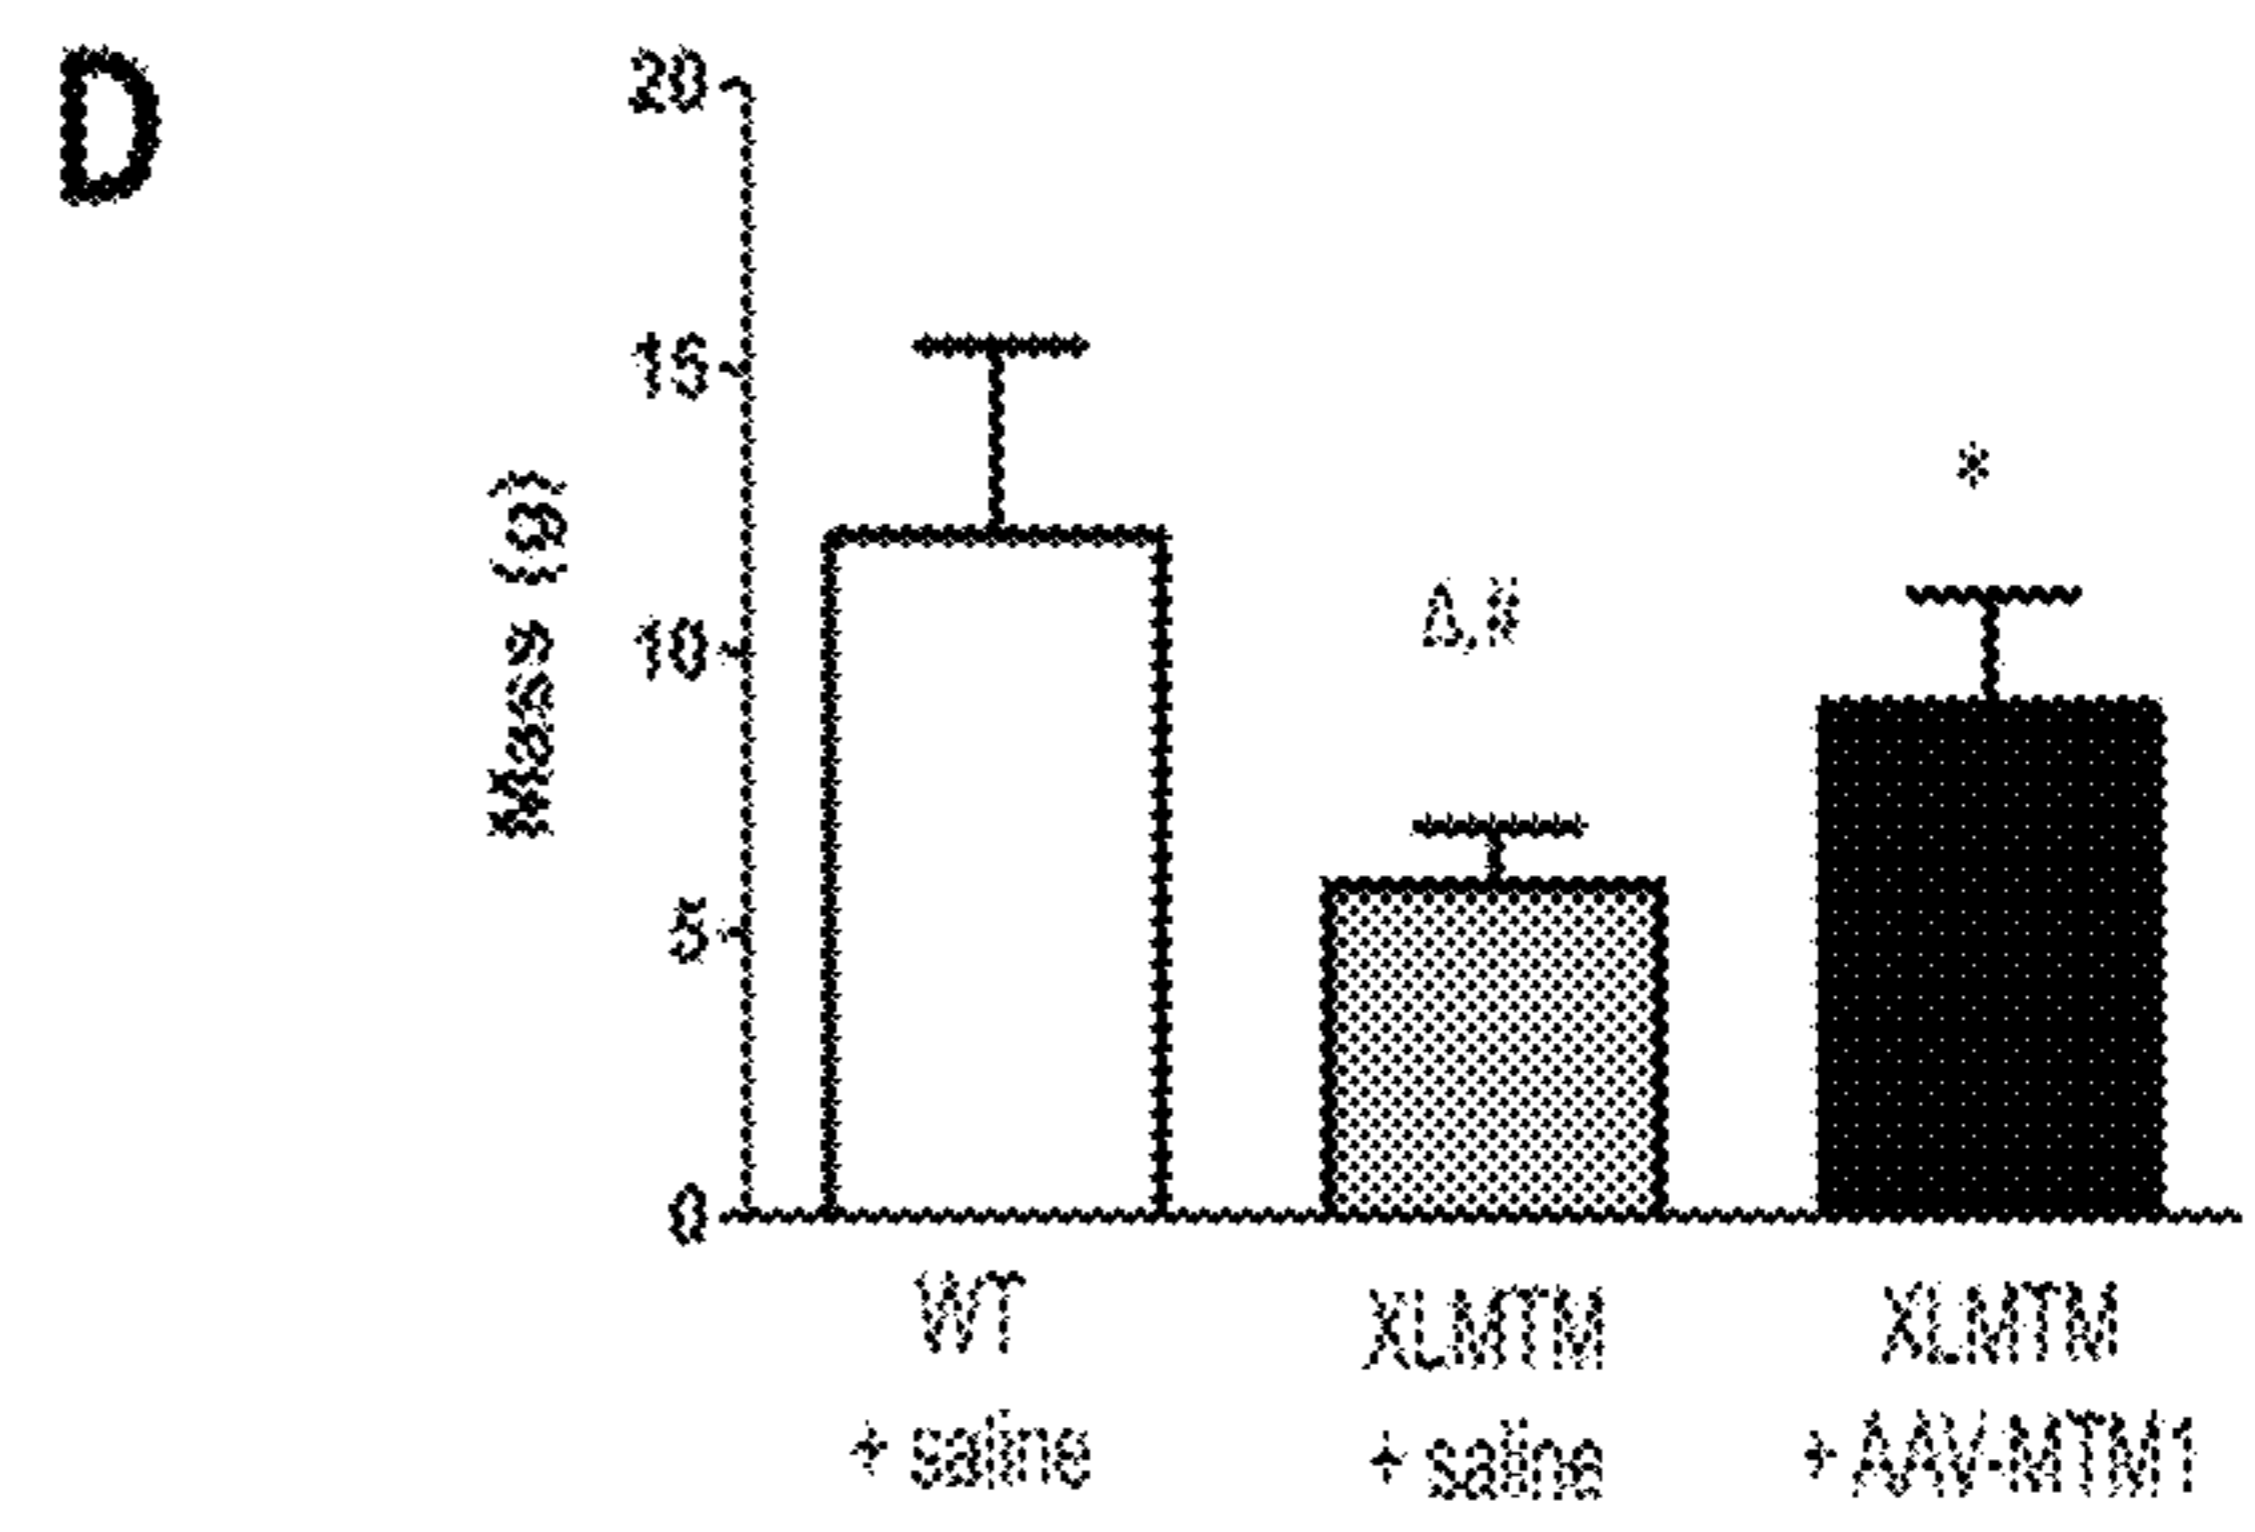 D
20
15
10
5
0
Mass (g)
Δ,#
*
WT
+ saline
XLMTM
+ saline
XLMTM
+ AAV-MTM1